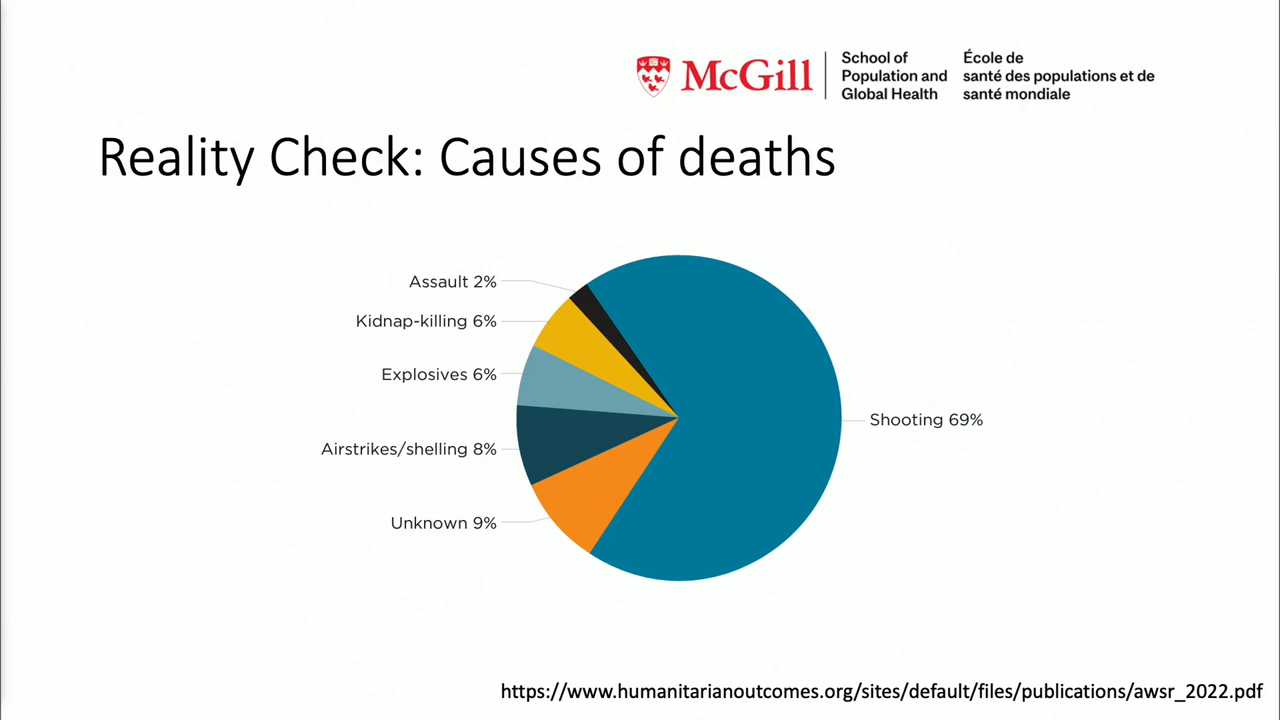 McGill
School of
Population and
Global Health
École de
santé des populations et de
santé mondiale
Reality Check: Causes of deaths
Assault 2%
Kidnap-killing 6%
Explosives 6%
Airstrikes/shelling 8%
Unknown 9%
Shooting 69%
https://www.humanitarianoutcomes.org/sites/default/files/publications/awsr_2022.pdf